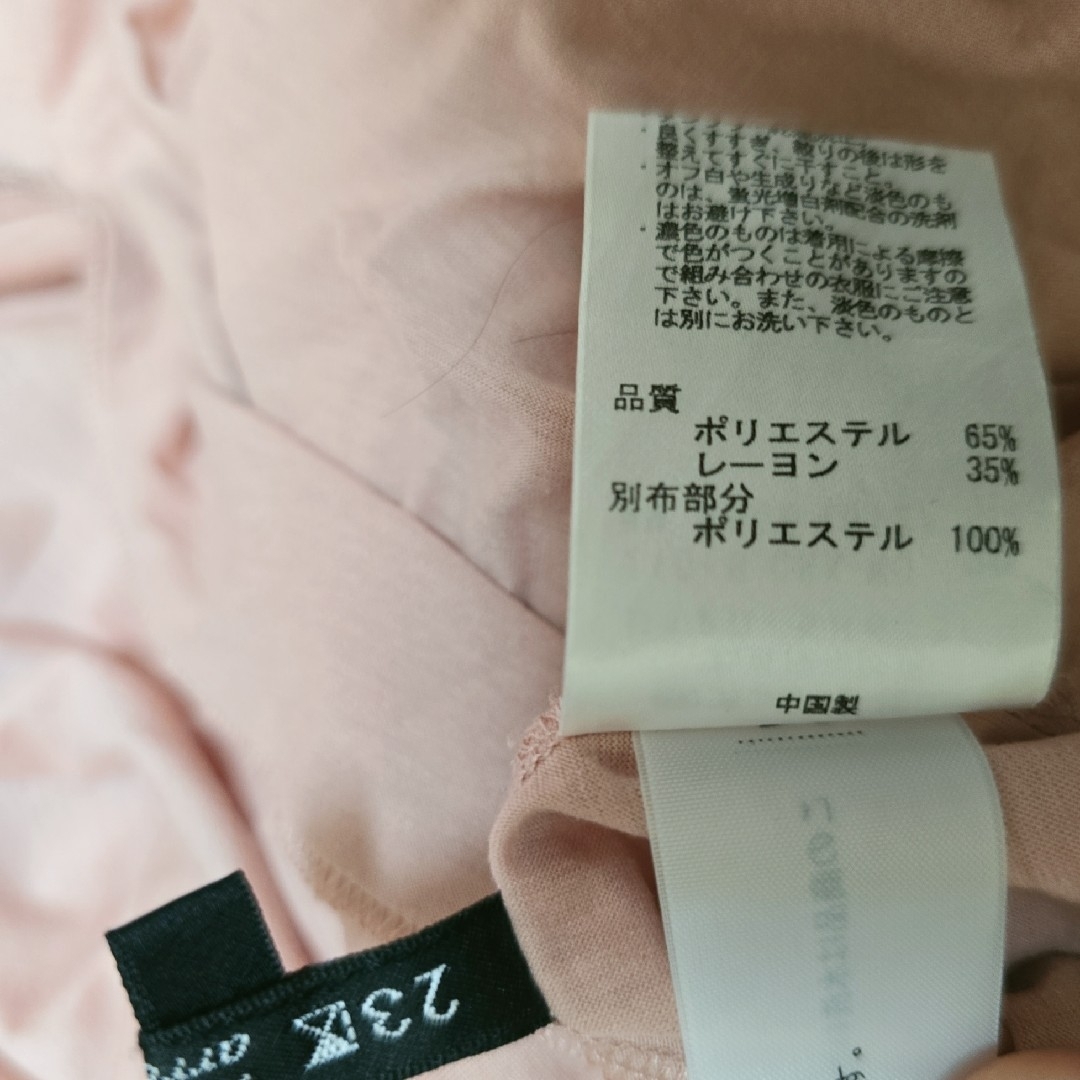 良くすすぎ、絞りの後は形を
整えてすぐに干すこと。
・オフ白や生成りなど淡色のも
のは、蛍光増白剤配合の洗剤
はお避け下さい。
・濃色のものは着用による摩擦
で色がつくことがありますの
で組み合わせの衣服にご注意
下さい。また、淡色のものと
は別にお洗い下さい。
品質
ポリエステル 65%
レーヨン 35%
別布部分
ポリエステル 100%
中国製
23区